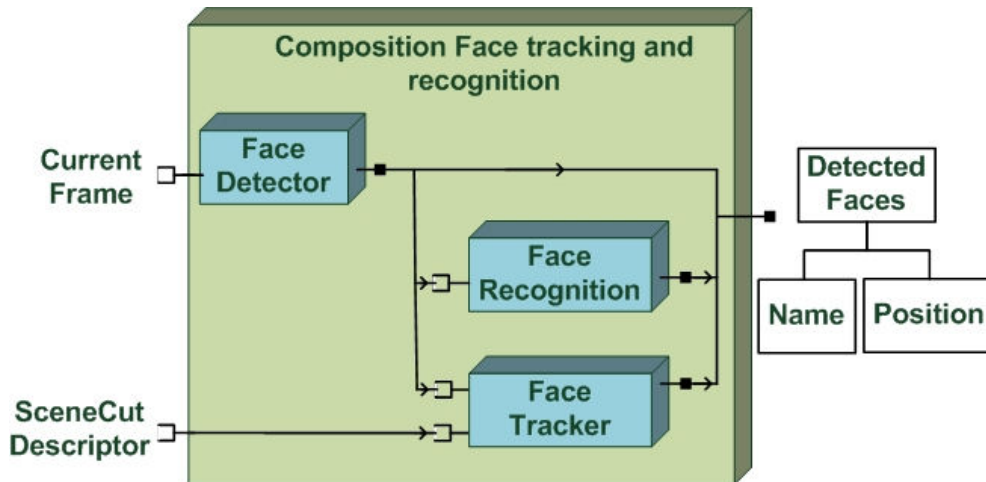 Composition Face tracking and
recognition
Current
Frame
Face
Detector
Detected
Faces
Face
Recognition
Name
Position
Face
Tracker
SceneCut
Descriptor